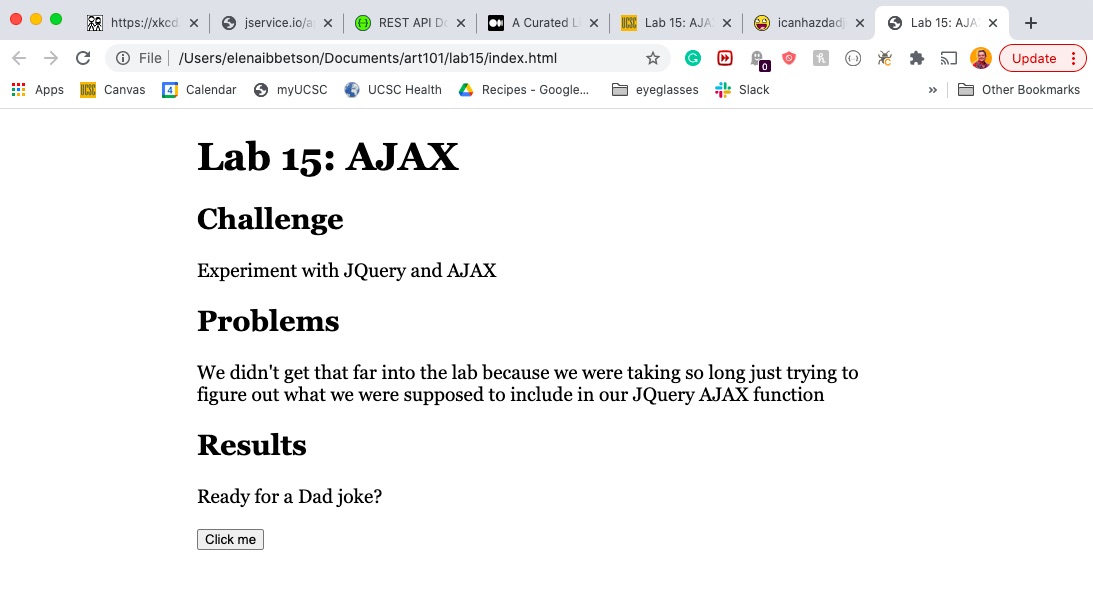 https://xkcd
jservice.io/a
REST API Do
A Curated Li
Lab 15: AJA
icanhazdad
Lab 15: AJA
File /Users/elenaibbetson/Documents/art101/lab15/index.html
0
Update
Apps UCSC Canvas 4 Calendar myUCSC UCSC Health Recipes - Google... eyeglasses Slack » Other Bookmarks
Lab 15: AJAX
Challenge
Experiment with JQuery and AJAX
Problems
We didn't get that far into the lab because we were taking so long just trying to
figure out what we were supposed to include in our JQuery AJAX function
Results
Ready for a Dad joke?
Click me